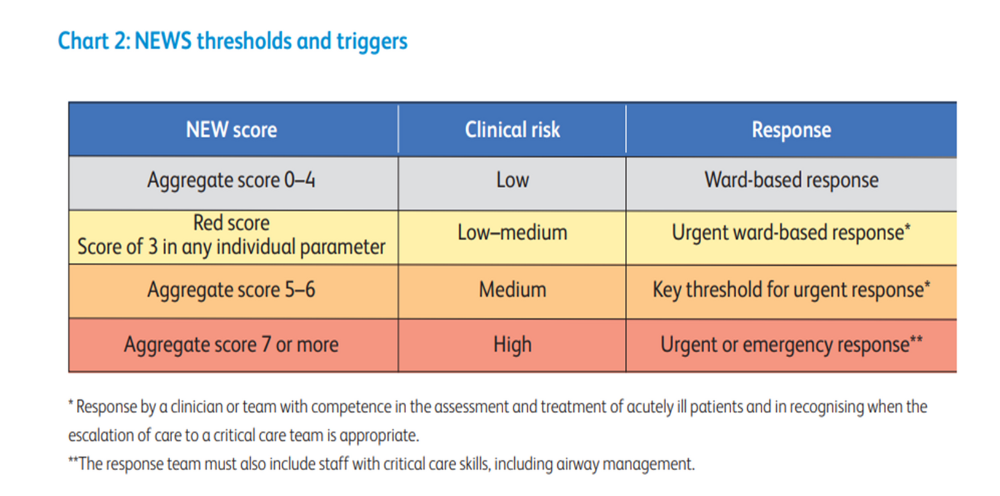 Chart 2: NEWS thresholds and triggers
NEW score Clinical risk Response
Aggregate score 0–4 Low Ward-based response
Red score
Score of 3 in any individual parameter Low–medium Urgent ward-based response*
Aggregate score 5–6 Medium Key threshold for urgent response*
Aggregate score 7 or more High Urgent or emergency response**
* Response by a clinician or team with competence in the assessment and treatment of acutely ill patients and in recognising when the
escalation of care to a critical care team is appropriate.
**The response team must also include staff with critical care skills, including airway management.